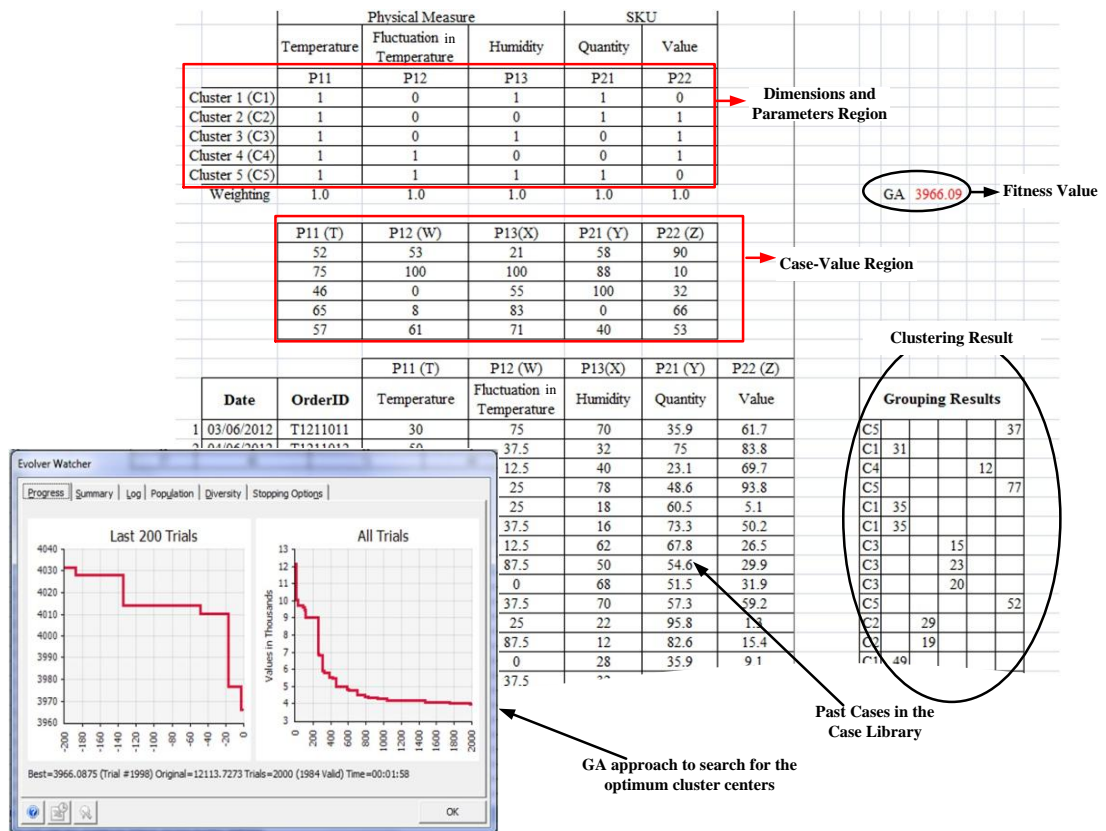 Physical Measure SKU
Temperature Fluctuation in Temperature Humidity Quantity Value
P11 P12 P13 P21 P22
Cluster 1 (C1) 1 0 1 1 0
Cluster 2 (C2) 1 0 0 1 1
Cluster 3 (C3) 1 0 1 0 1
Cluster 4 (C4) 1 1 0 0 1
Cluster 5 (C5) 1 1 1 1 0
Weighting 1.0 1.0 1.0 1.0 1.0
Dimensions and
Parameters Region
GA 3966.09
Fitness Value
P11 (T) P12 (W) P13(X) P21 (Y) P22 (Z)
52 53 21 58 90
75 100 100 88 10
46 0 55 100 32
65 8 83 0 66
57 61 71 40 53
Case-Value Region
Clustering Result
P11 (T) P12 (W) P13(X) P21 (Y) P22 (Z)
Date OrderID Temperature Fluctuation in Temperature Humidity Quantity Value Grouping Results
1 03/06/2012 T1211011 30 75 70 35.9 61.7 C5 37
37.5 32 75 83.8 C1 31
12.5 40 23.1 69.7 C4 12
25 78 48.6 93.8 C5 77
25 18 60.5 5.1 C1 35
37.5 16 73.3 50.2 C1 35
12.5 62 67.8 26.5 C3 15
87.5 50 54.6 29.9 C3 23
0 68 51.5 31.9 C3 20
37.5 70 57.3 59.2 C5 52
25 22 95.8 1.3 C2 29
87.5 12 82.6 15.4 19
0 28 35.9 9.1 C1 49
37.5
Evolver Watcher
Progress Summary Log Population Diversity Stopping Options
Last 200 Trials
4040
4030
4020
4010
4000
3990
3980
3970
3960
-200 -180 -160 -140 -120 -100 -80 -60 -40 -20 0
All Trials
Values in Thousands
13
12
11
10
9
8
7
6
5
4
3
0 200 400 600 800 1000 1200 1400 1600 1800 2000
Best=3966.0875 (Trial #1998) Original=12113.7273 Trials=2000 (1984 Valid) Time=00:01:58
OK
Past Cases in the
Case Library
GA approach to search for the
optimum cluster centers